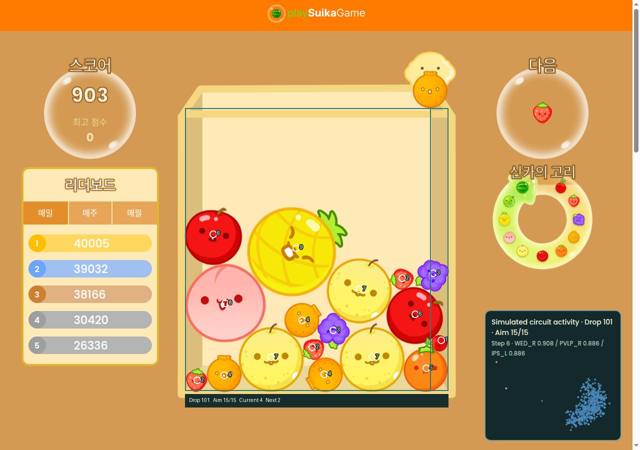 playSuikaGame
스코어
903
최고 점수
0
다음
리더보드
매일
매주
매월
1 40005
2 39032
3 38166
4 30420
5 26336
신카의 고리
Simulated circuit activity · Drop 101
· Aim 15/15
Step 6 · WED_R 0.908 / PVLP_R 0.886 /
IPS_L 0.886
Drop 101 Aim 15/15 Current 4 Next 2